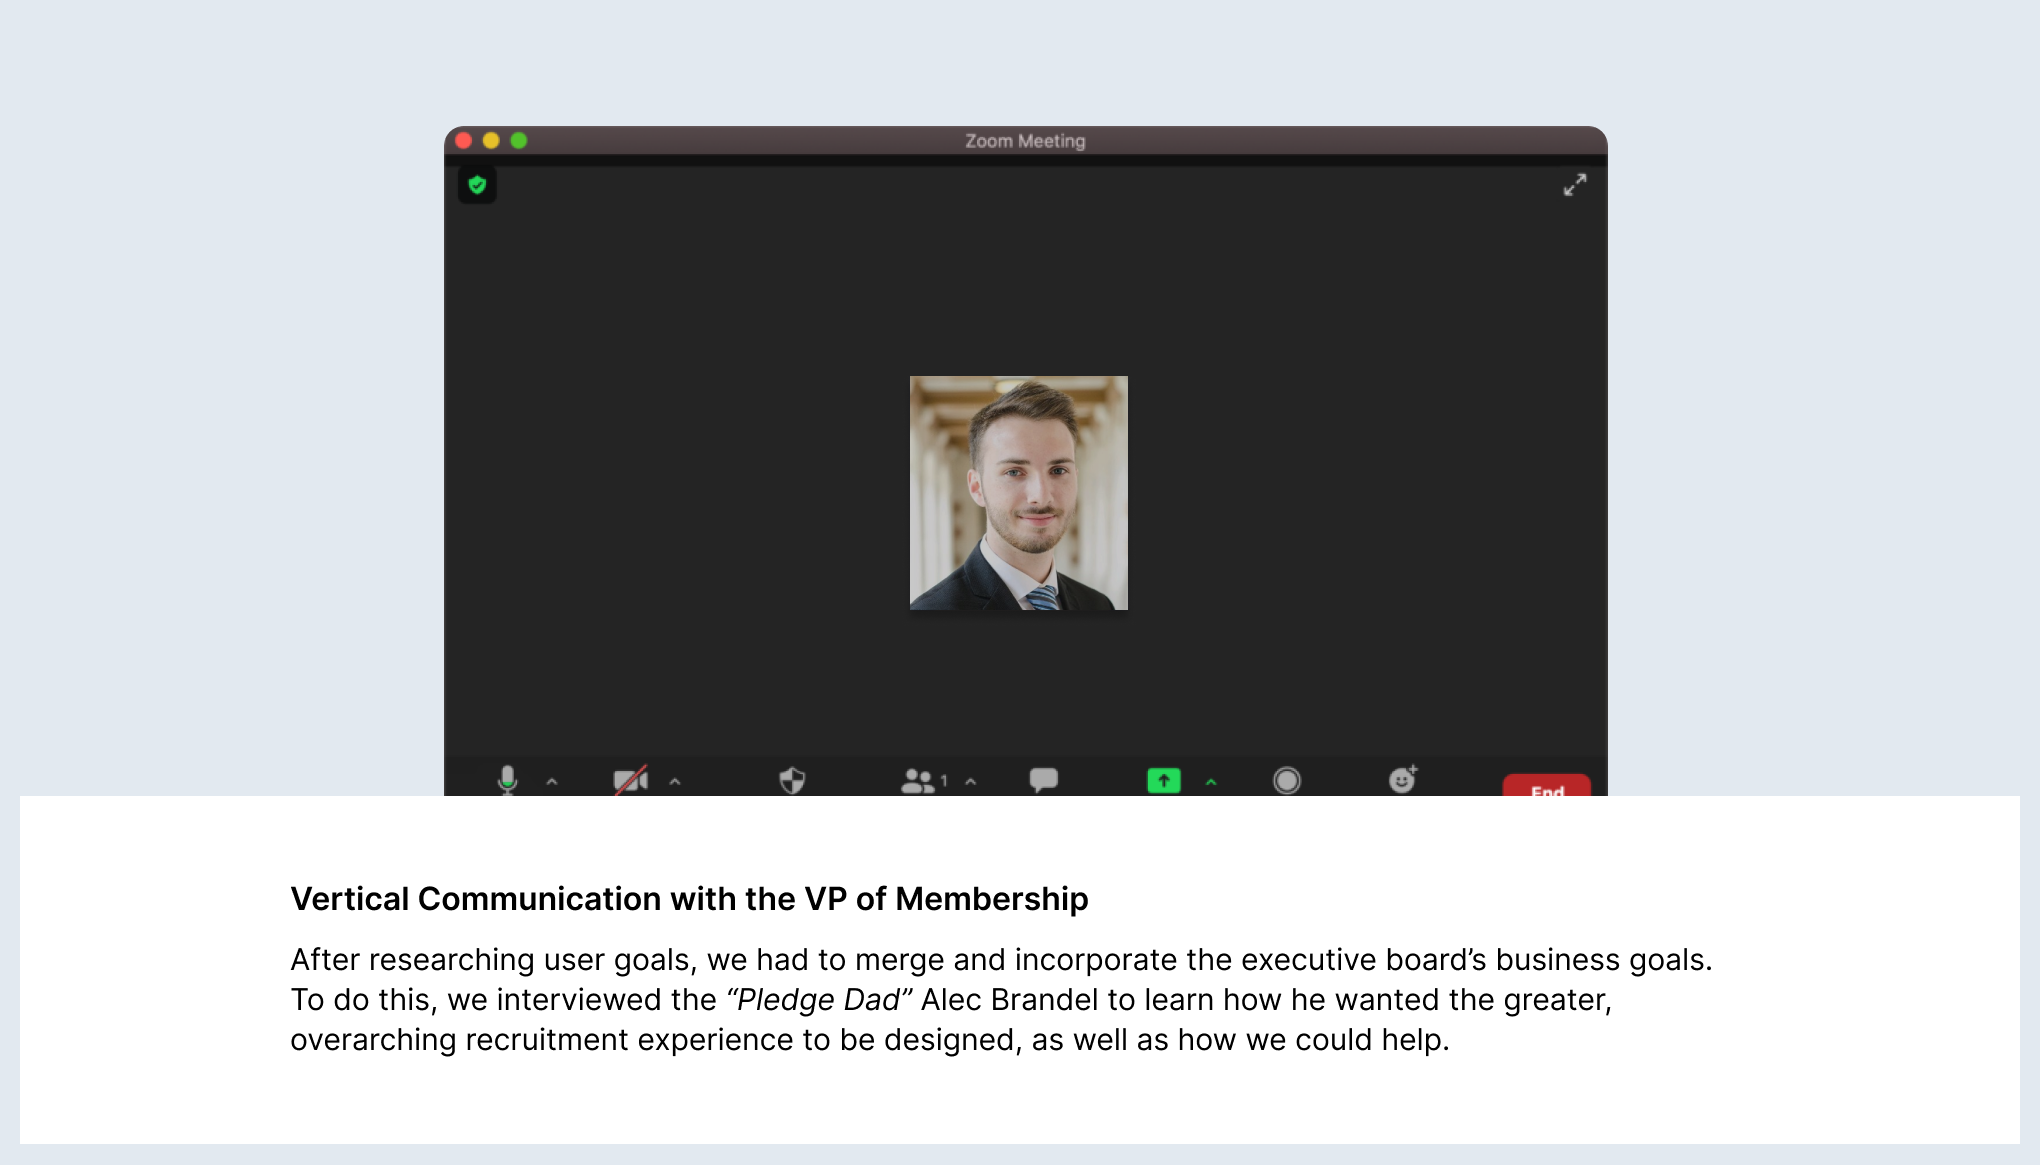 Zoom Meeting
1
End
Vertical Communication with the VP of Membership
After researching user goals, we had to merge and incorporate the executive board’s business goals.
To do this, we interviewed the “Pledge Dad” Alec Brandel to learn how he wanted the greater,
overarching recruitment experience to be designed, as well as how we could help.